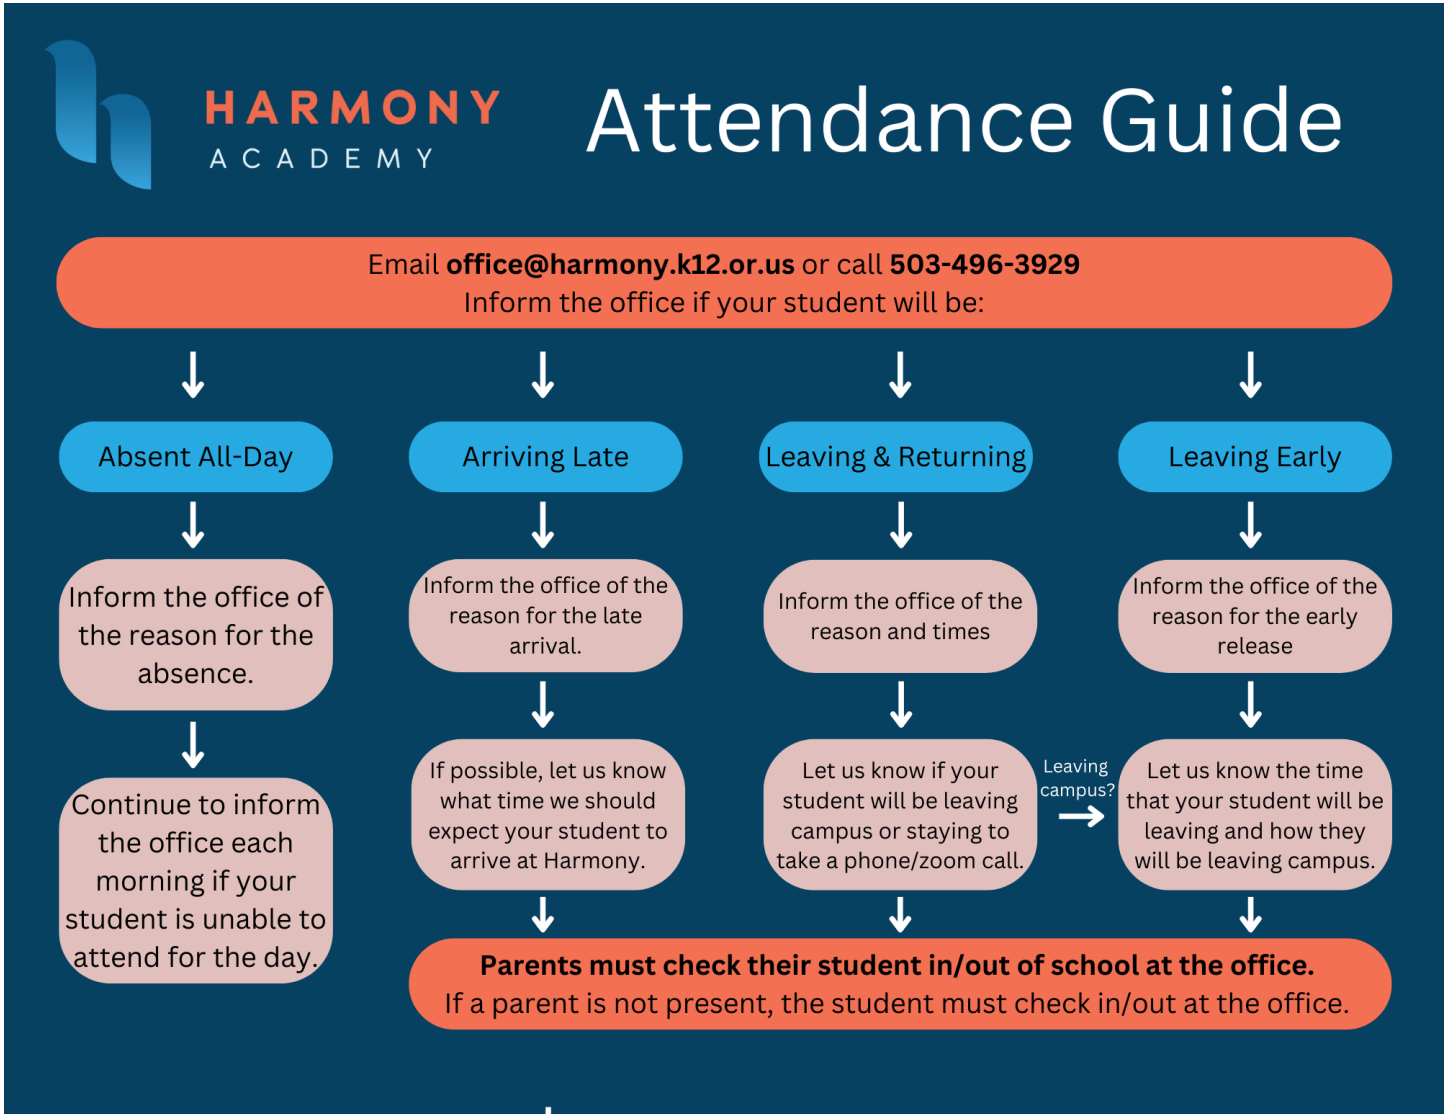 HARMONY
ACADEMY
Attendance Guide
Email office@harmony.k12.or.us or call 503-496-3929
Inform the office if your student will be:
Absent All-Day
Inform the office of
the reason for the
absence.
Continue to inform
the office each
morning if your
student is unable to
attend for the day.
Arriving Late
Inform the office of the
reason for the late
arrival.
If possible, let us know
what time we should
expect your student to
arrive at Harmony.
Leaving & Returning
Inform the office of the
reason and times
Let us know if your
student will be leaving
campus or staying to
take a phone/zoom call.
Leaving
campus?
Leaving Early
Inform the office of the
reason for the early
release
Let us know the time
that your student will be
leaving and how they
will be leaving campus.
Parents must check their student in/out of school at the office.
If a parent is not present, the student must check in/out at the office.